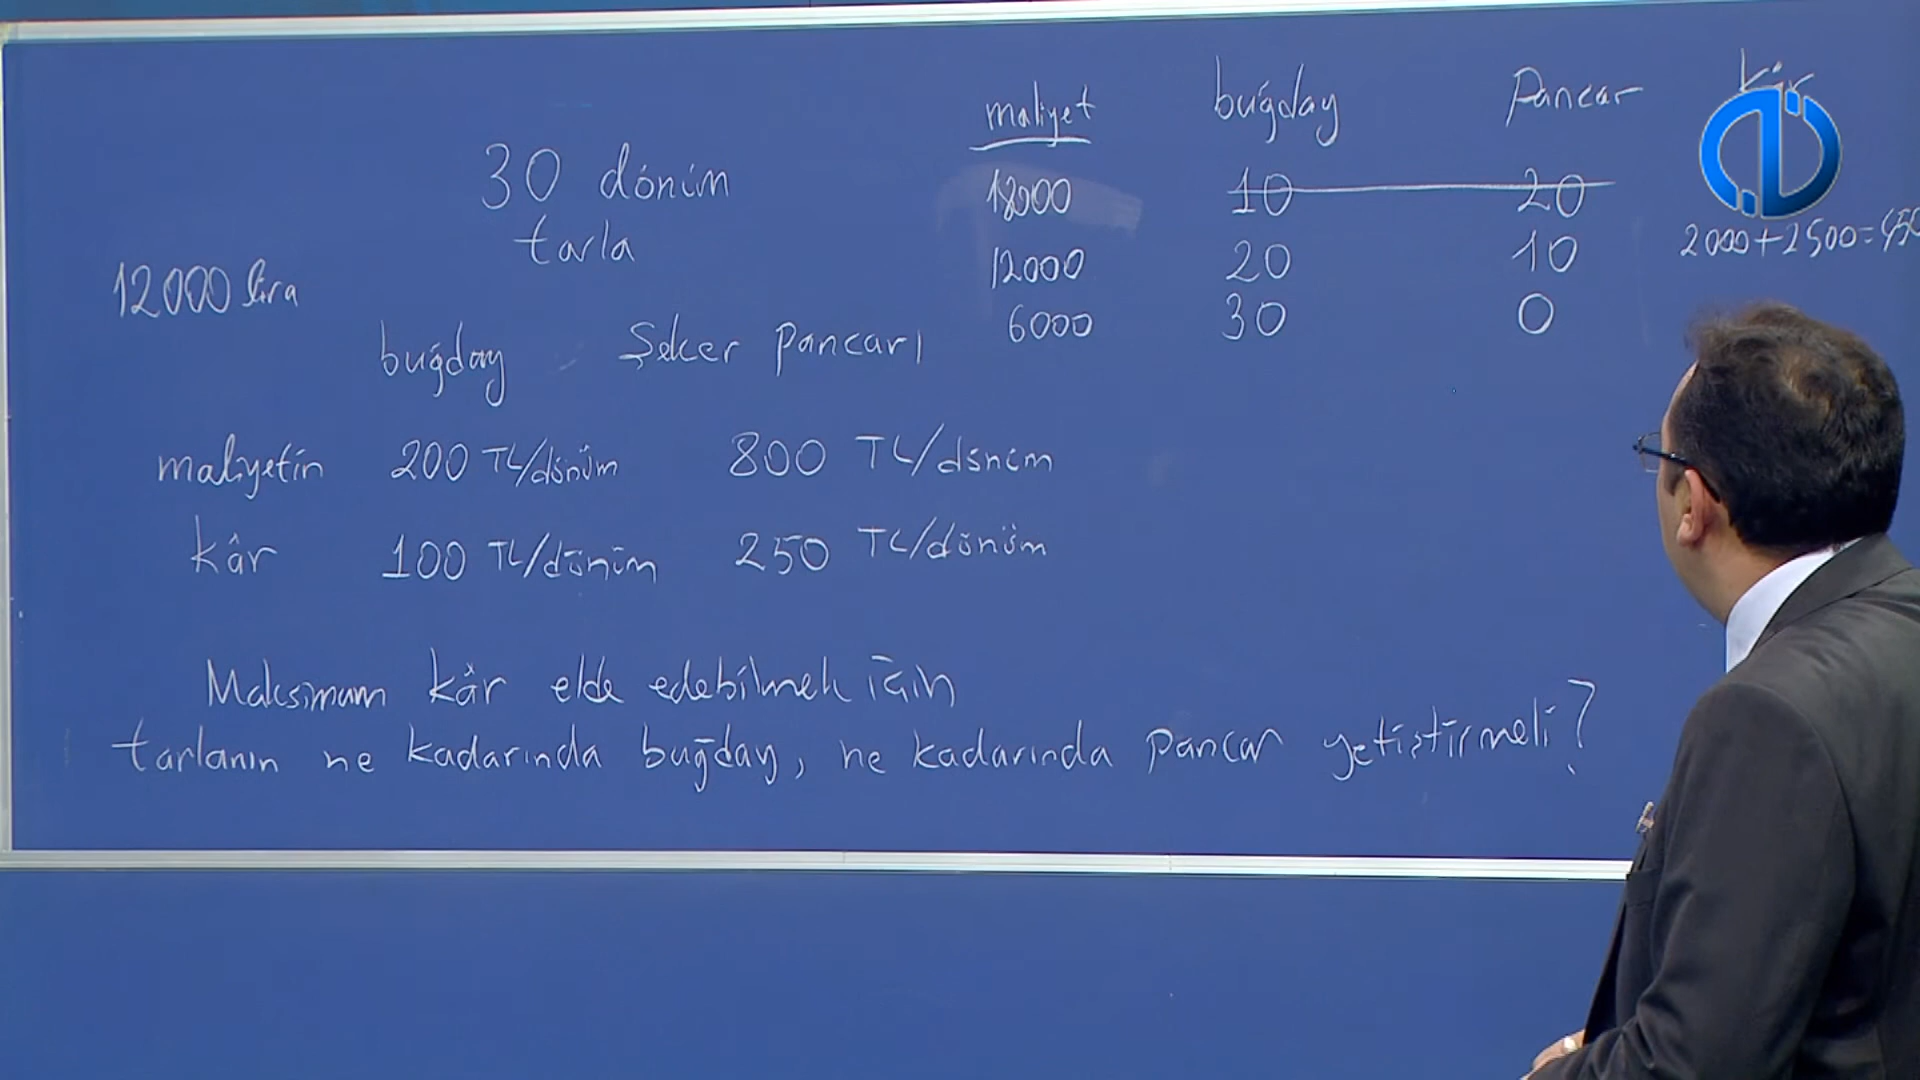 maliyet buğday Pancar kâr
30 dönüm
tarla
18000 10 20
12000 20 10 2000+2500=450
6000 30 0
12000 lira
buğday Şeker pancarı
maliyetin 200 TL/dönüm 800 TL/dönüm
kâr 100 TL/dönüm 250 TL/dönüm
Maksimum kâr elde edebilmek için
tarlanın ne kadarında buğday, ne kadarında pancar yetiştirmeli?